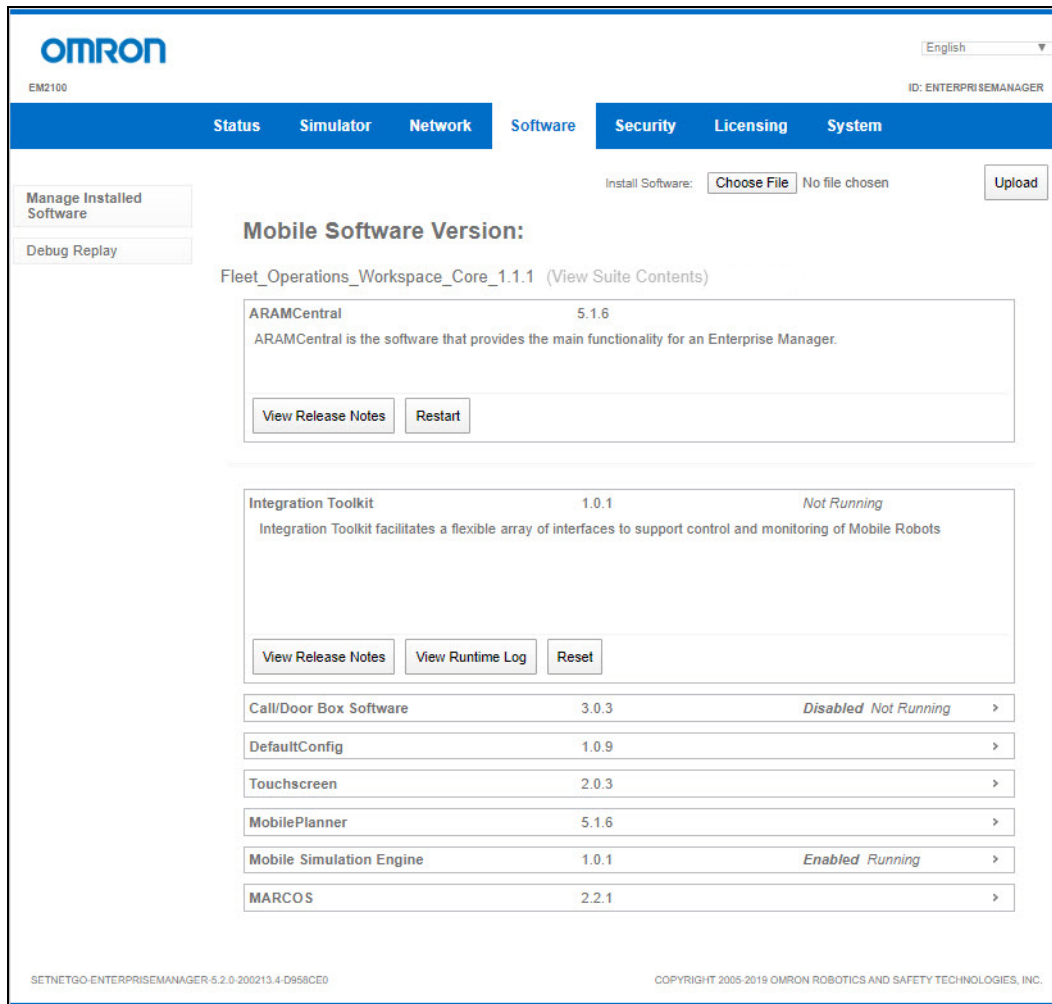 OMRON
English
EM2100
ID: ENTERPRISEMANAGER
Status Simulator Network Software Security Licensing System
Install Software: Choose File No file chosen Upload
Manage Installed
Software
Debug Replay
Mobile Software Version:
Fleet_Operations_Workspace_Core_1.1.1 (View Suite Contents)
ARAMCentral 5.1.6
ARAMCentral is the software that provides the main functionality for an Enterprise Manager.
View Release Notes Restart
Integration Toolkit 1.0.1 Not Running
Integration Toolkit facilitates a flexible array of interfaces to support control and monitoring of Mobile Robots
View Release Notes View Runtime Log Reset
Call/Door Box Software 3.0.3 Disabled Not Running
DefaultConfig 1.0.9
Touchscreen 2.0.3
MobilePlanner 5.1.6
Mobile Simulation Engine 1.0.1 Enabled Running
MARCOS 2.2.1
SETNETGO-ENTERPRISEMANAGER-5.2.0-200213.4-D958CE0
COPYRIGHT 2005-2019 OMRON ROBOTICS AND SAFETY TECHNOLOGIES, INC.